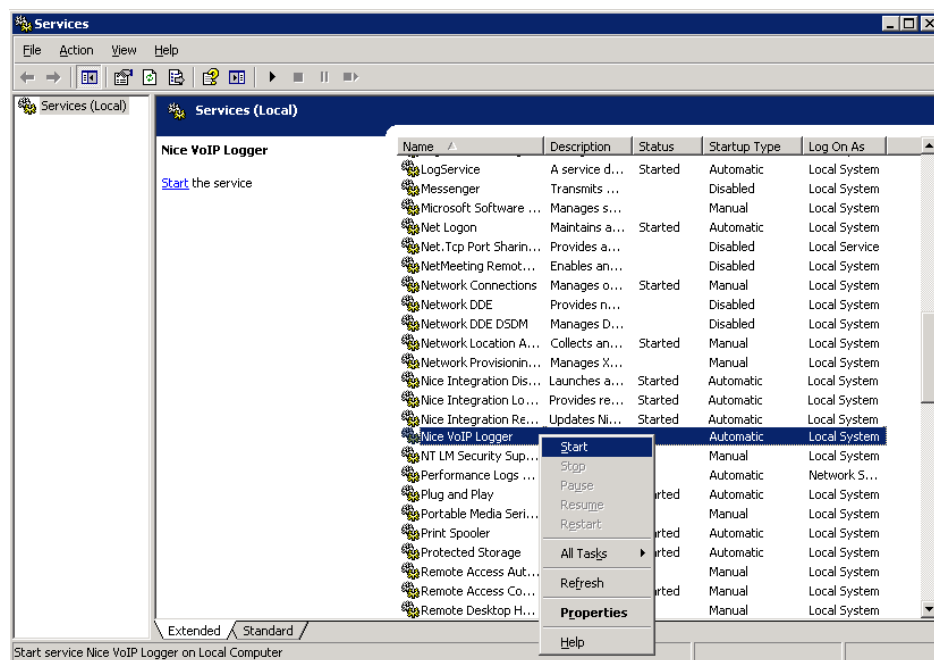 Services
File Action View Help
Services (Local)
Services (Local)
Nice VoIP Logger
Start the service
Name Description Status Startup Type Log On As
LogService A service d... Started Automatic Local System
Messenger Transmits ... Disabled Local System
Microsoft Software ... Manages s... Manual Local System
Net Logon Maintains a... Started Automatic Local System
Net.Tcp Port Sharin... Provides a... Disabled Local Service
NetMeeting Remot... Enables an... Disabled Local System
Network Connections Manages o... Started Manual Local System
Network DDE Provides n... Disabled Local System
Network DDE DSDM Manages D... Disabled Local System
Network Location A... Collects an... Started Manual Local System
Network Provisionin... Manages X... Manual Local System
Nice Integration Dis... Launches a... Started Automatic Local System
Nice Integration Lo... Provides re... Started Automatic Local System
Nice Integration Re... Updates Ni... Started Automatic Local System
Nice VoIP Logger Automatic Local System
NT LM Security Sup... Manual Local System
Performance Logs ... Automatic Network S...
Plug and Play rted Automatic Local System
Portable Media Seri... Manual Local System
Print Spooler rted Automatic Local System
Protected Storage rted Automatic Local System
Remote Access Aut... Manual Local System
Remote Access Co... rted Manual Local System
Remote Desktop H... Manual Local System
Start
Stop
Pause
Resume
Restart
All Tasks
Refresh
Properties
Help
Extended Standard
Start service Nice VoIP Logger on Local Computer